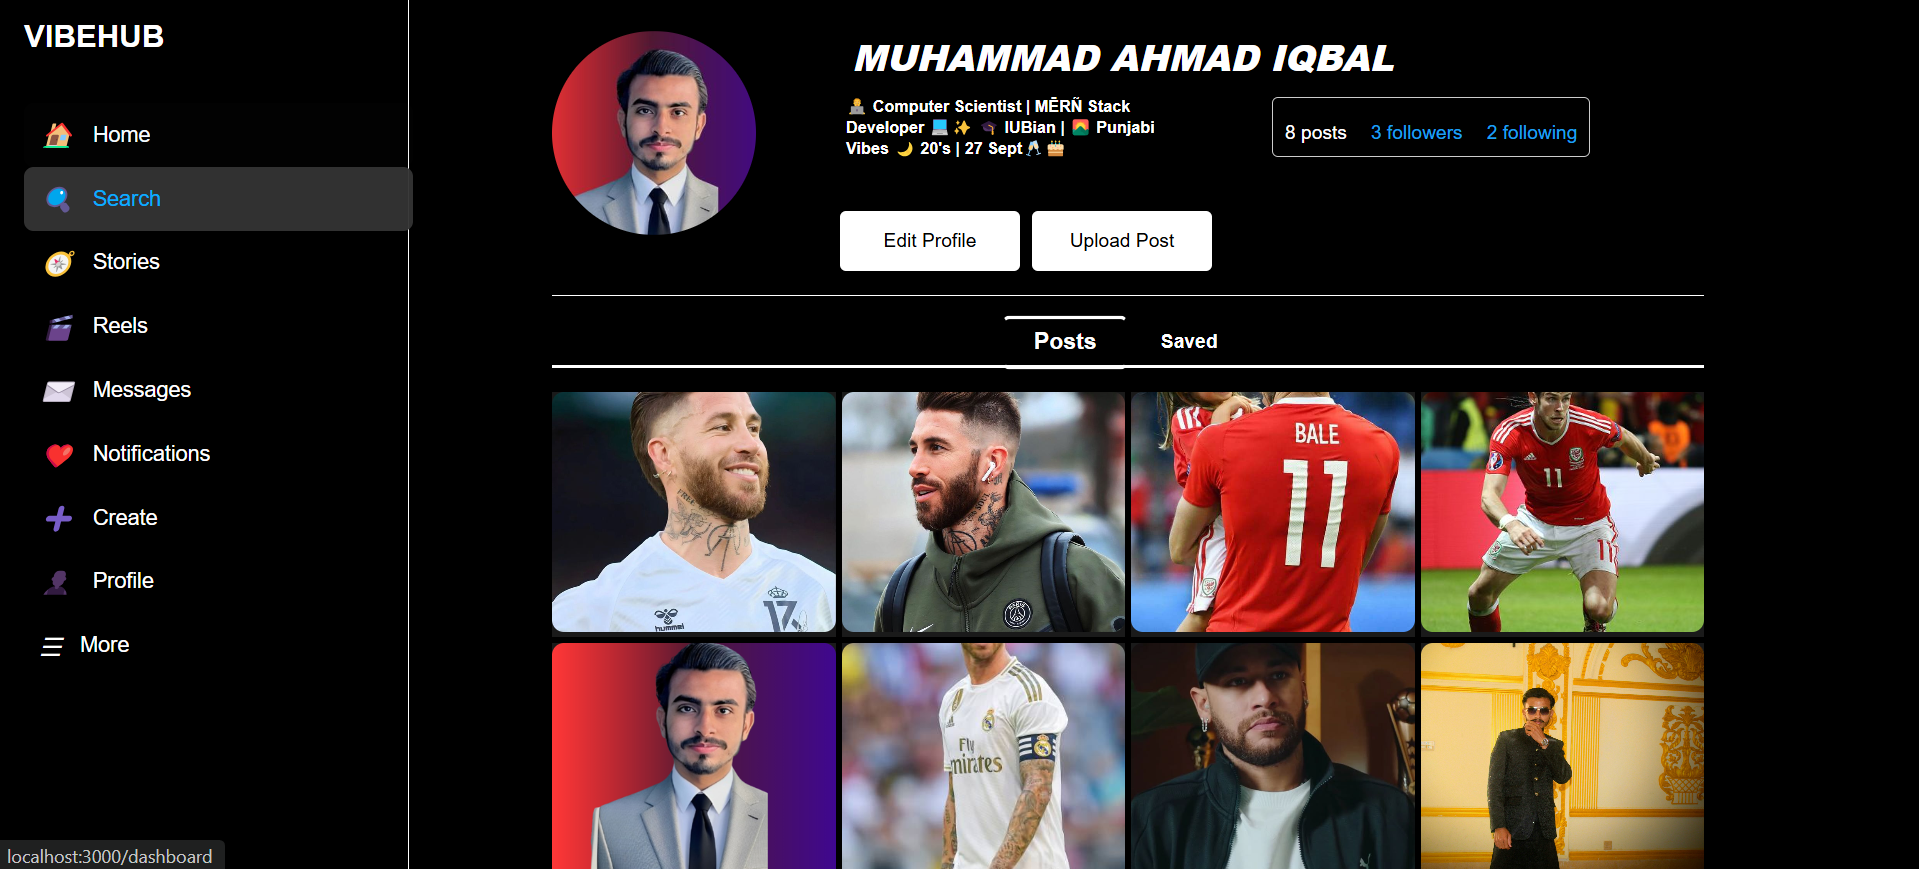 VIBEHUB
Home
Search
Stories
Reels
Messages
Notifications
Create
Profile
More
MUHAMMAD AHMAD IQBAL
Computer Scientist | MĒRÑ Stack
Developer 💻✨ 🎓 IUBian | 🌄 Punjabi
Vibes 🌙 20's | 27 Sept🥂🎂
8 posts 3 followers 2 following
Edit Profile Upload Post
Posts Saved
FREE
hummel
17
BALE
11
11
11
Fly
Emirates
localhost:3000/dashboard